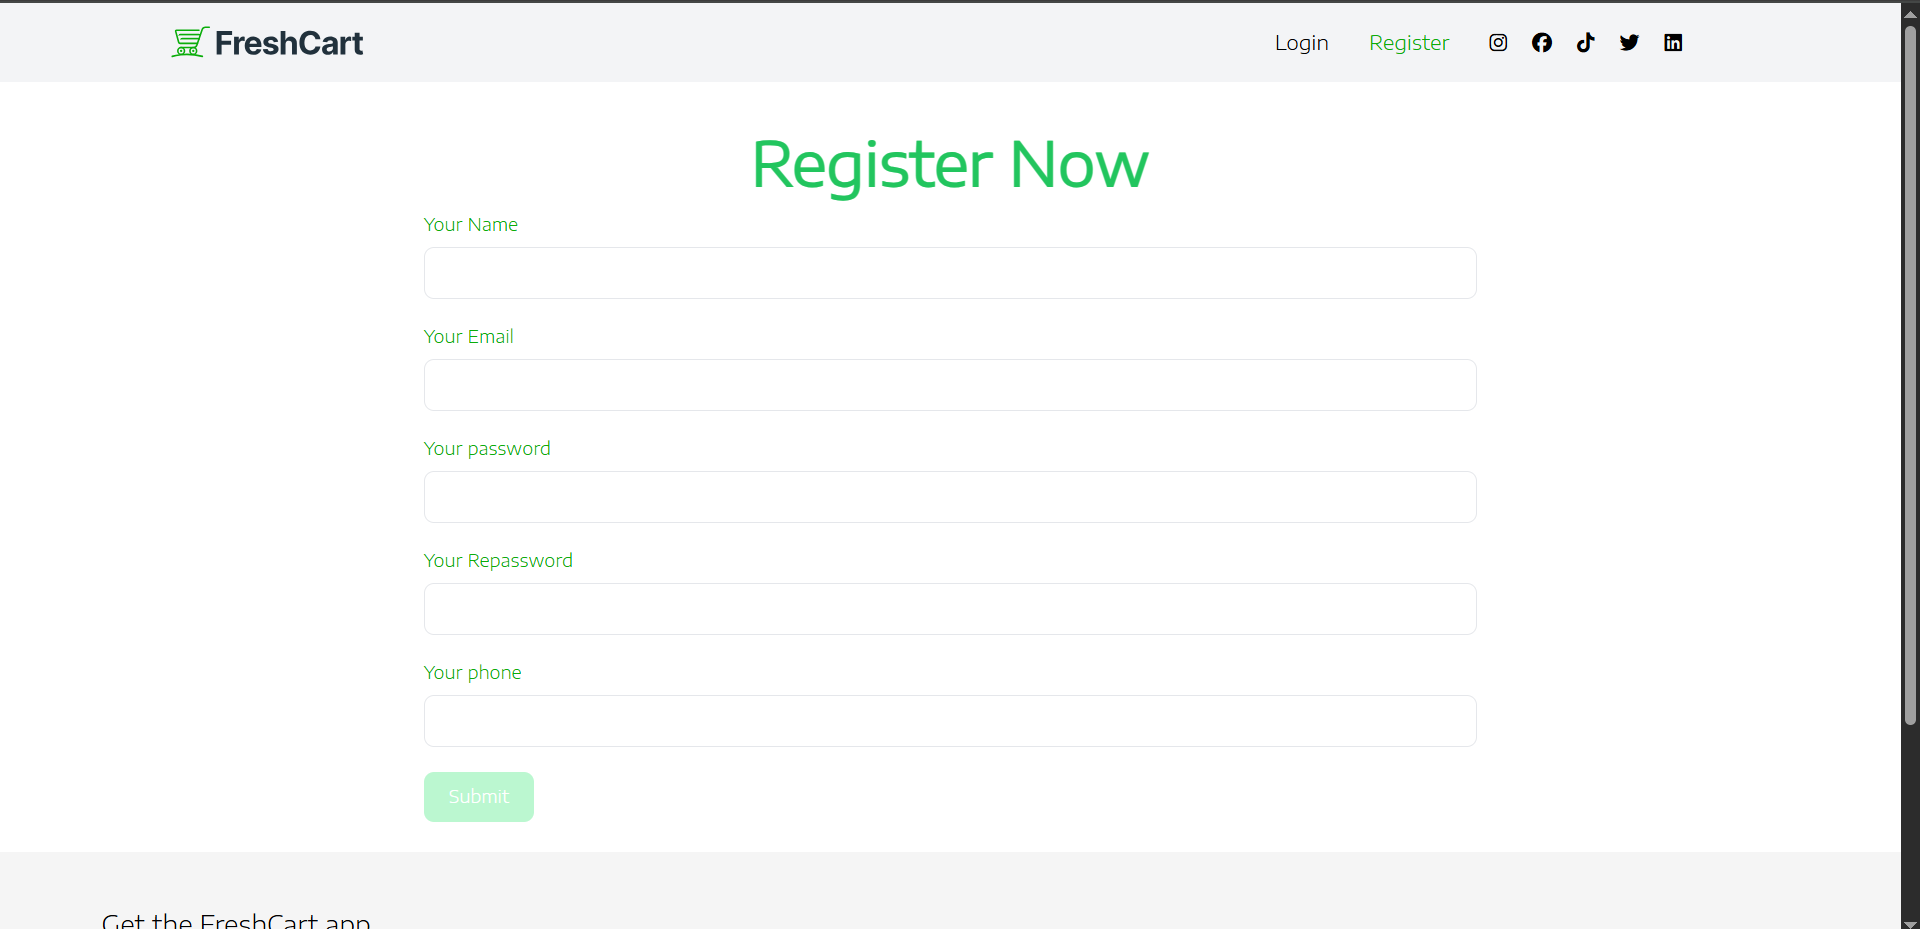 FreshCart
Login
Register
Register Now
Your Name
Your Email
Your password
Your Repassword
Your phone
Submit
Get the FreshCart app